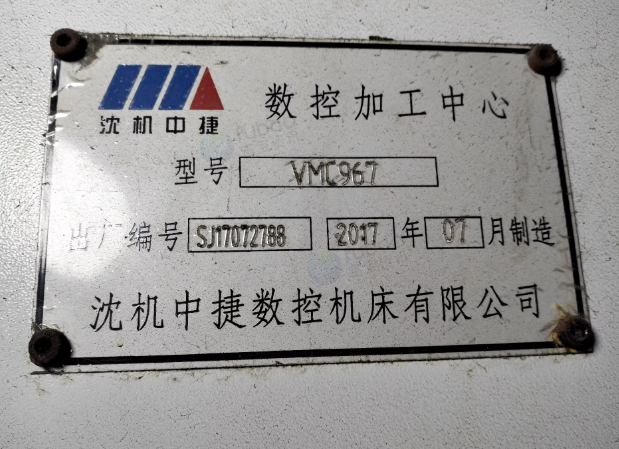 沈机中捷
数控加工中心
型号 VMC967
出厂编号 SJ17072788 2017 年 07 月制造
沈机中捷数控机床有限公司